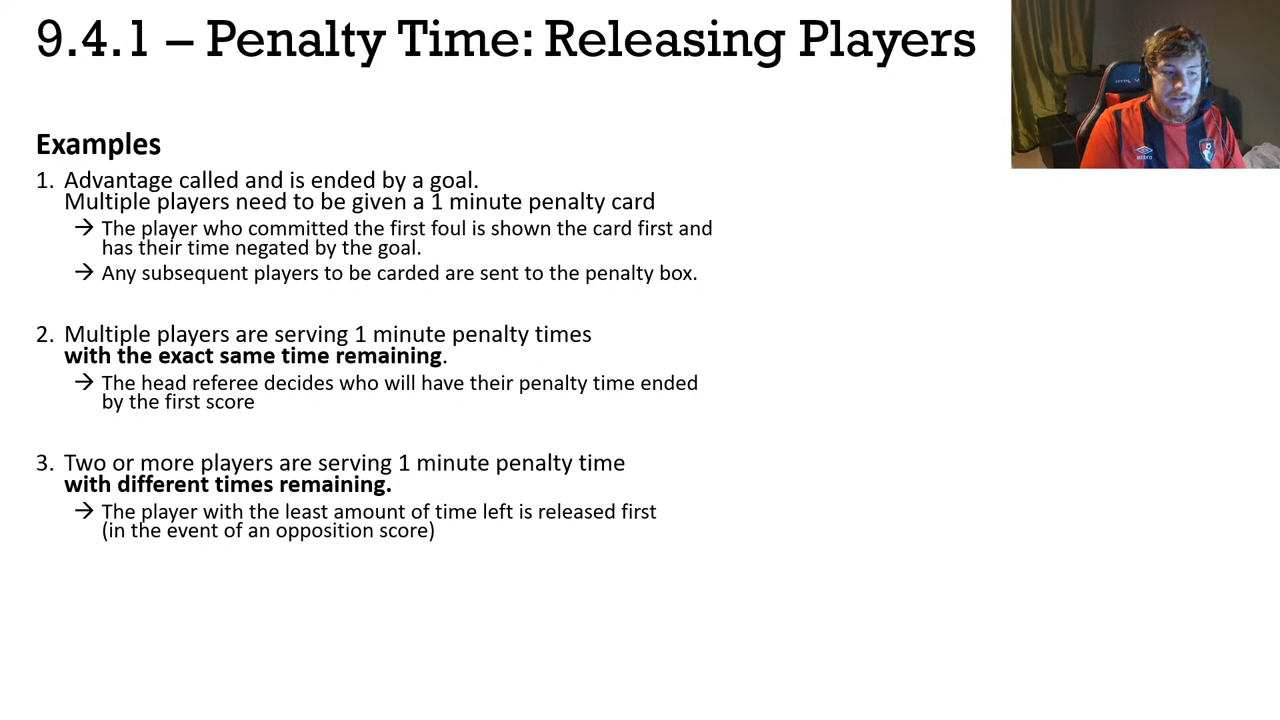 9.4.1 – Penalty Time: Releasing Players
Examples
1. Advantage called and is ended by a goal.
Multiple players need to be given a 1 minute penalty card
→ The player who committed the first foul is shown the card first and
has their time negated by the goal.
→ Any subsequent players to be carded are sent to the penalty box.
2. Multiple players are serving 1 minute penalty times
with the exact same time remaining.
→ The head referee decides who will have their penalty time ended
by the first score
3. Two or more players are serving 1 minute penalty time
with different times remaining.
→ The player with the least amount of time left is released first
(in the event of an opposition score)